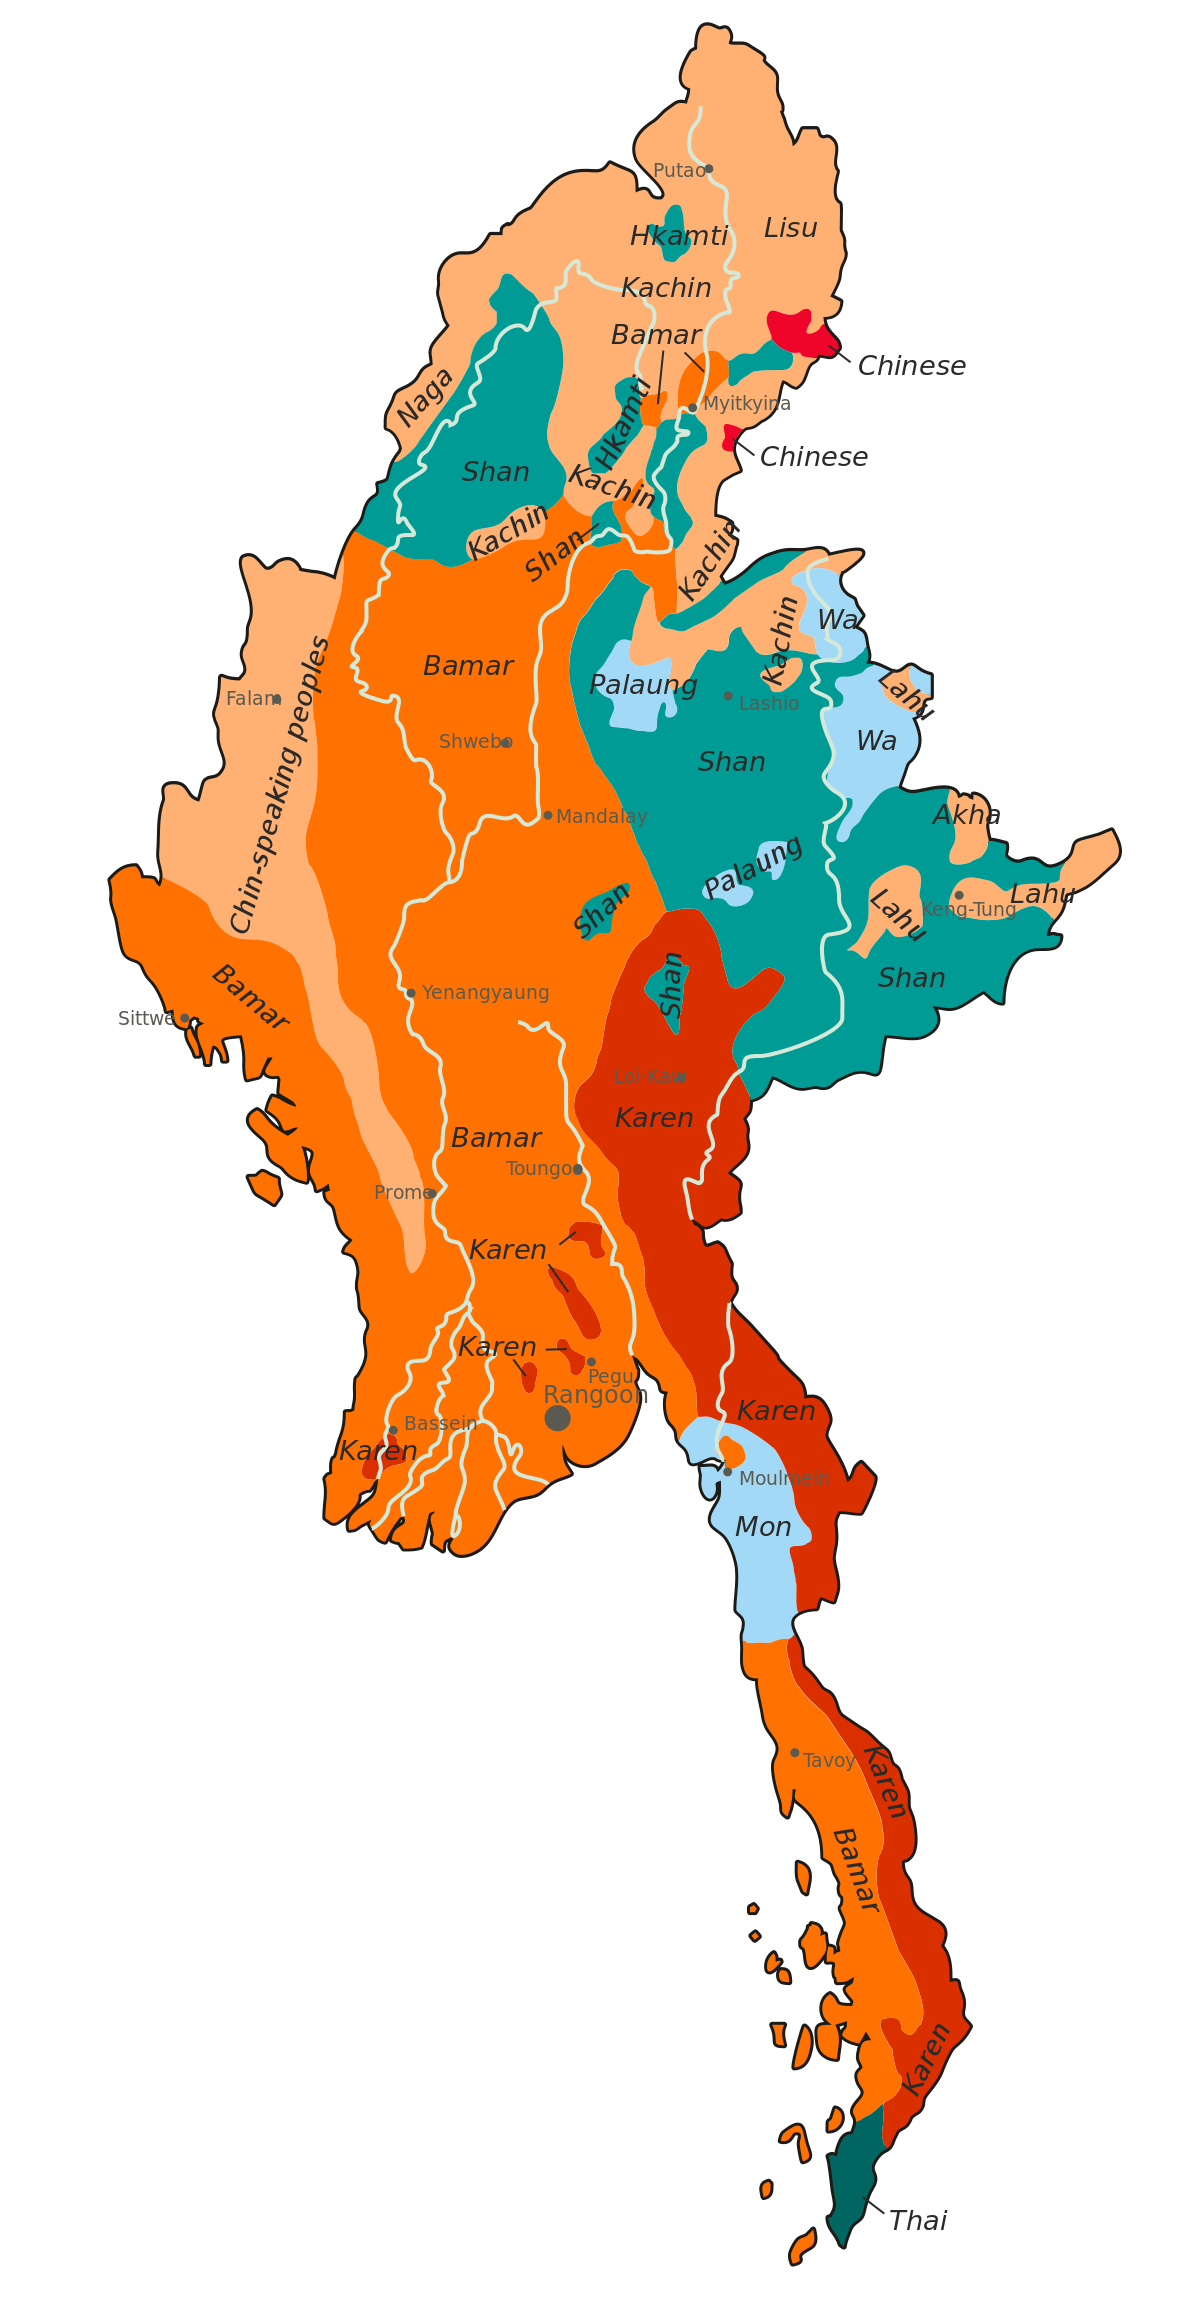 Putao
Lisu
Hkamti
Kachin
Bamar
Chinese
Naga
Hkamti
Myitkyina
Chinese
Shan
Kachin
Kachin
Shan
Kachin
Kachin
Wa
Chin-speaking peoples
Bamar
Palaung
Lahu
Falam
Lashio
Shwebo
Wa
Shan
Mandalay
Akha
Palaung
Lahu
Shan
Lahu
Keng-Tung
Shan
Shan
Bamar
Yenangyaung
Sittwe
Loi-Kaw
Karen
Bamar
Toungo
Prome
Karen
Karen
Pegu
Rangoon
Karen
Bassein
Karen
Moulmein
Mon
Tavoy
Karen
Bamar
Karen
Thai